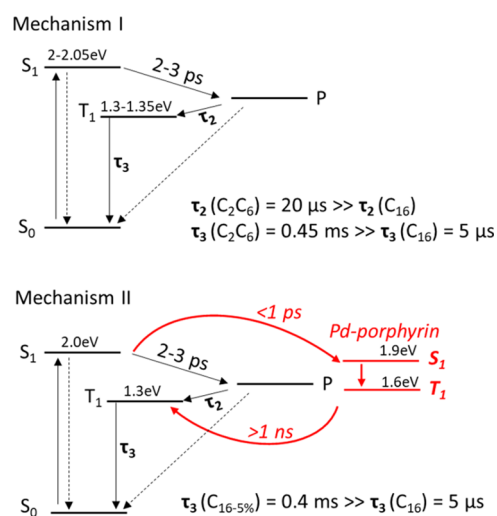 Mechanism I
2-2.05eV
S₁
2-3 ps
T₁ 1.3-1.35eV
P
τ₂
τ₃
S₀
τ₂ (C₂C₆) = 20 µs >> τ₂ (C₁₆)
τ₃ (C₂C₆) = 0.45 ms >> τ₃ (C₁₆) = 5 µs
Mechanism II
<1 ps
Pd-porphyrin
2.0eV
S₁
2-3 ps
1.9eV
S₁
1.3eV
T₁
P
1.6eV
T₁
τ₂
>1 ns
τ₃
S₀
τ₃ (C₁₆₋₅%) = 0.4 ms >> τ₃ (C₁₆) = 5 µs